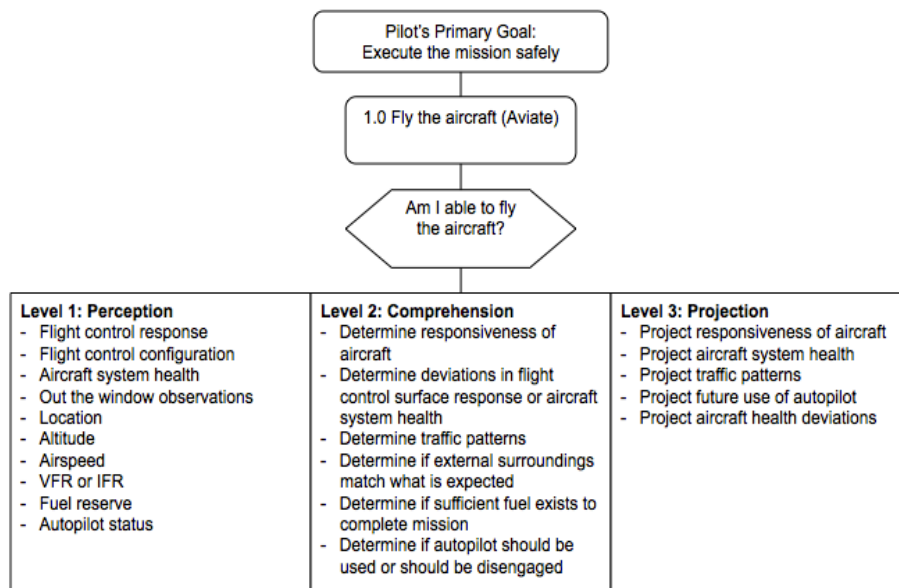 Pilot's Primary Goal:
Execute the mission safely
1.0 Fly the aircraft (Aviate)
Am I able to fly
the aircraft?
Level 1: Perception
- Flight control response
- Flight control configuration
- Aircraft system health
- Out the window observations
- Location
- Altitude
- Airspeed
- VFR or IFR
- Fuel reserve
- Autopilot status
Level 2: Comprehension
- Determine responsiveness of
aircraft
- Determine deviations in flight
control surface response or aircraft
system health
- Determine traffic patterns
- Determine if external surroundings
match what is expected
- Determine if sufficient fuel exists to
complete mission
- Determine if autopilot should be
used or should be disengaged
Level 3: Projection
- Project responsiveness of aircraft
- Project aircraft system health
- Project traffic patterns
- Project future use of autopilot
- Project aircraft health deviations